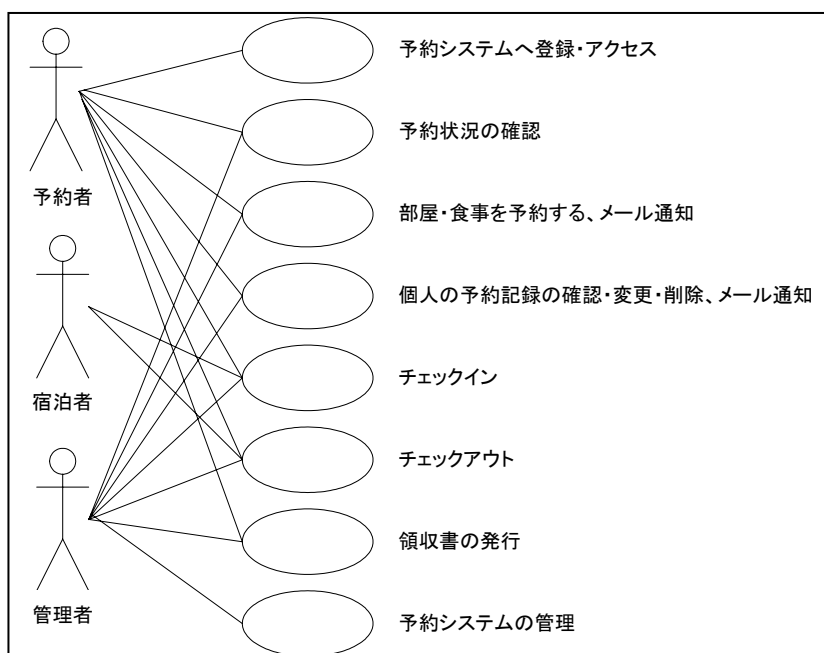 予約システムへ登録・アクセス
予約状況の確認
予約者
部屋・食事を予約する、メール通知
個人の予約記録の確認・変更・削除、メール通知
チェックイン
宿泊者
チェックアウト
領収書の発行
管理者
予約システムの管理